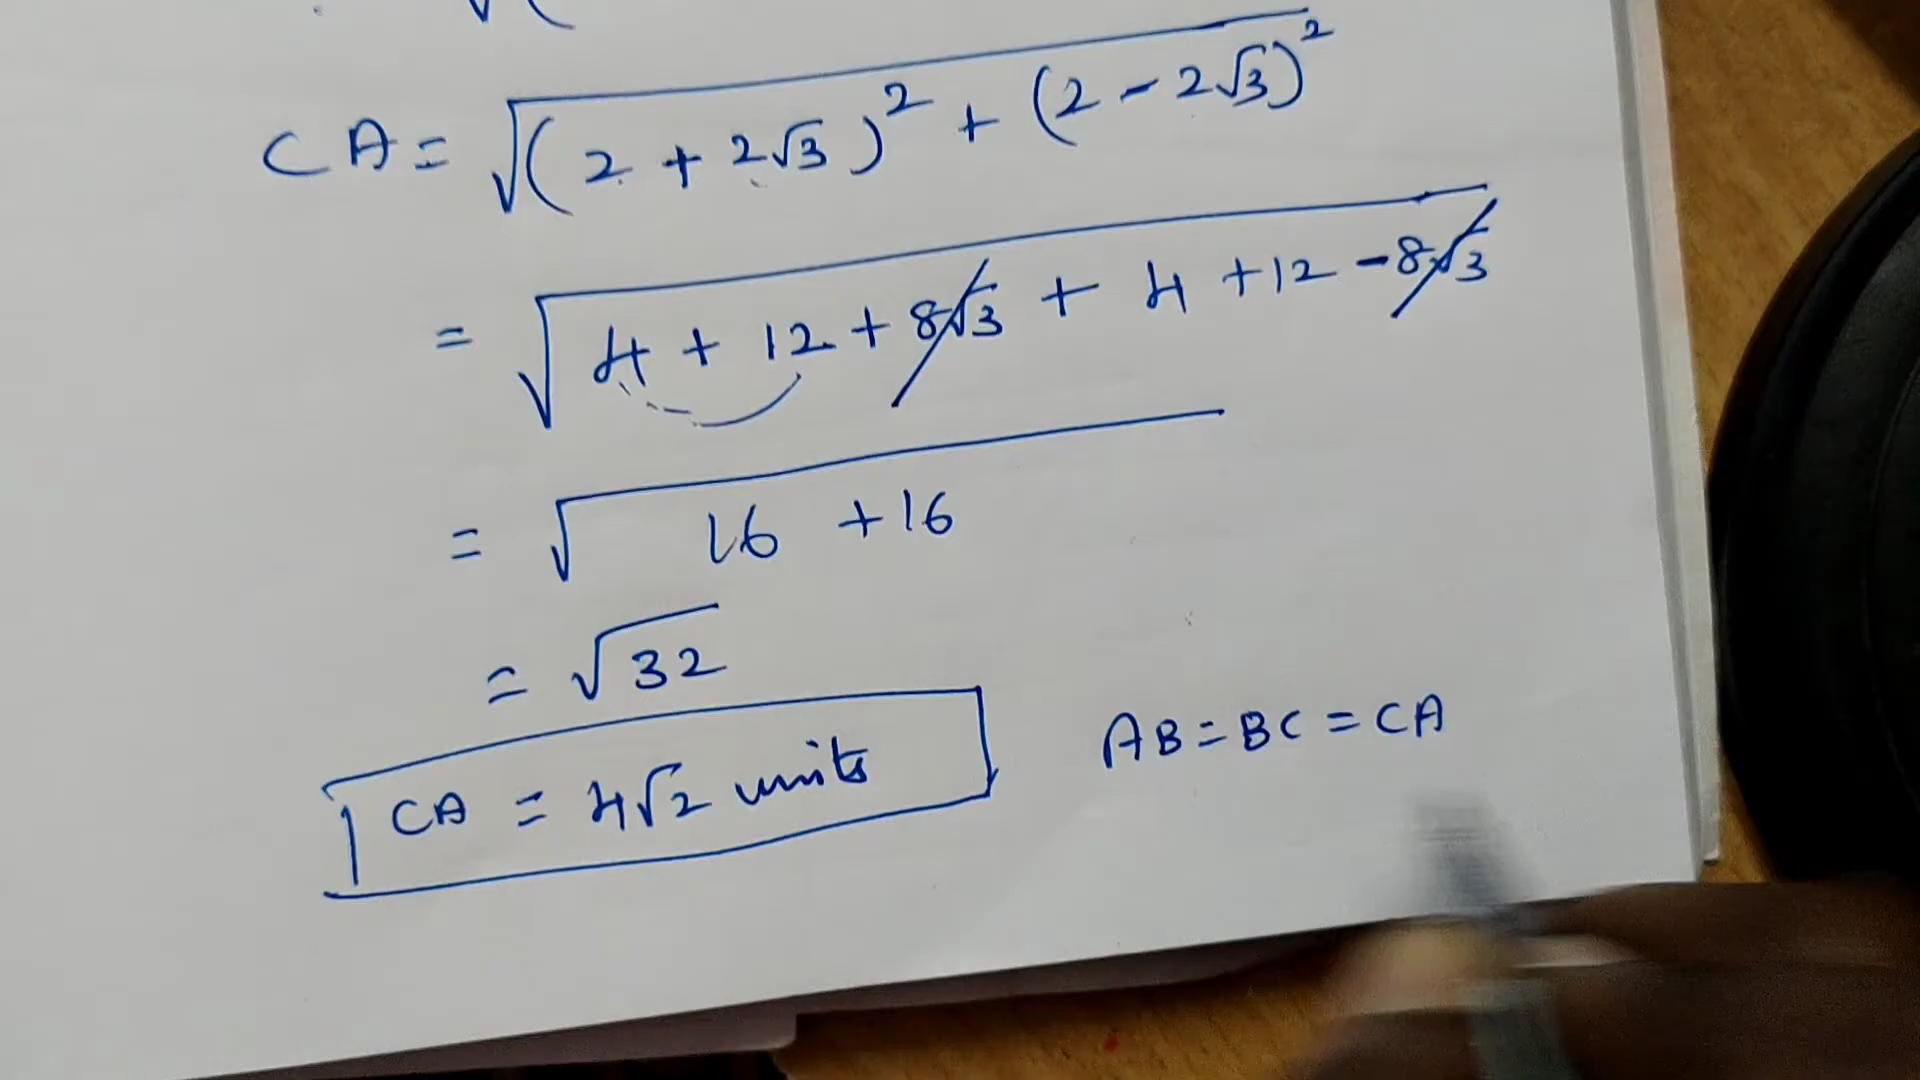 CA = √(2 + 2√3)² + (2 - 2√3)²
= √4 + 12 + 8√3 + 4 + 12 - 8√3
= √16 + 16
= √32
CA = 4√2 units
AB = BC = CA